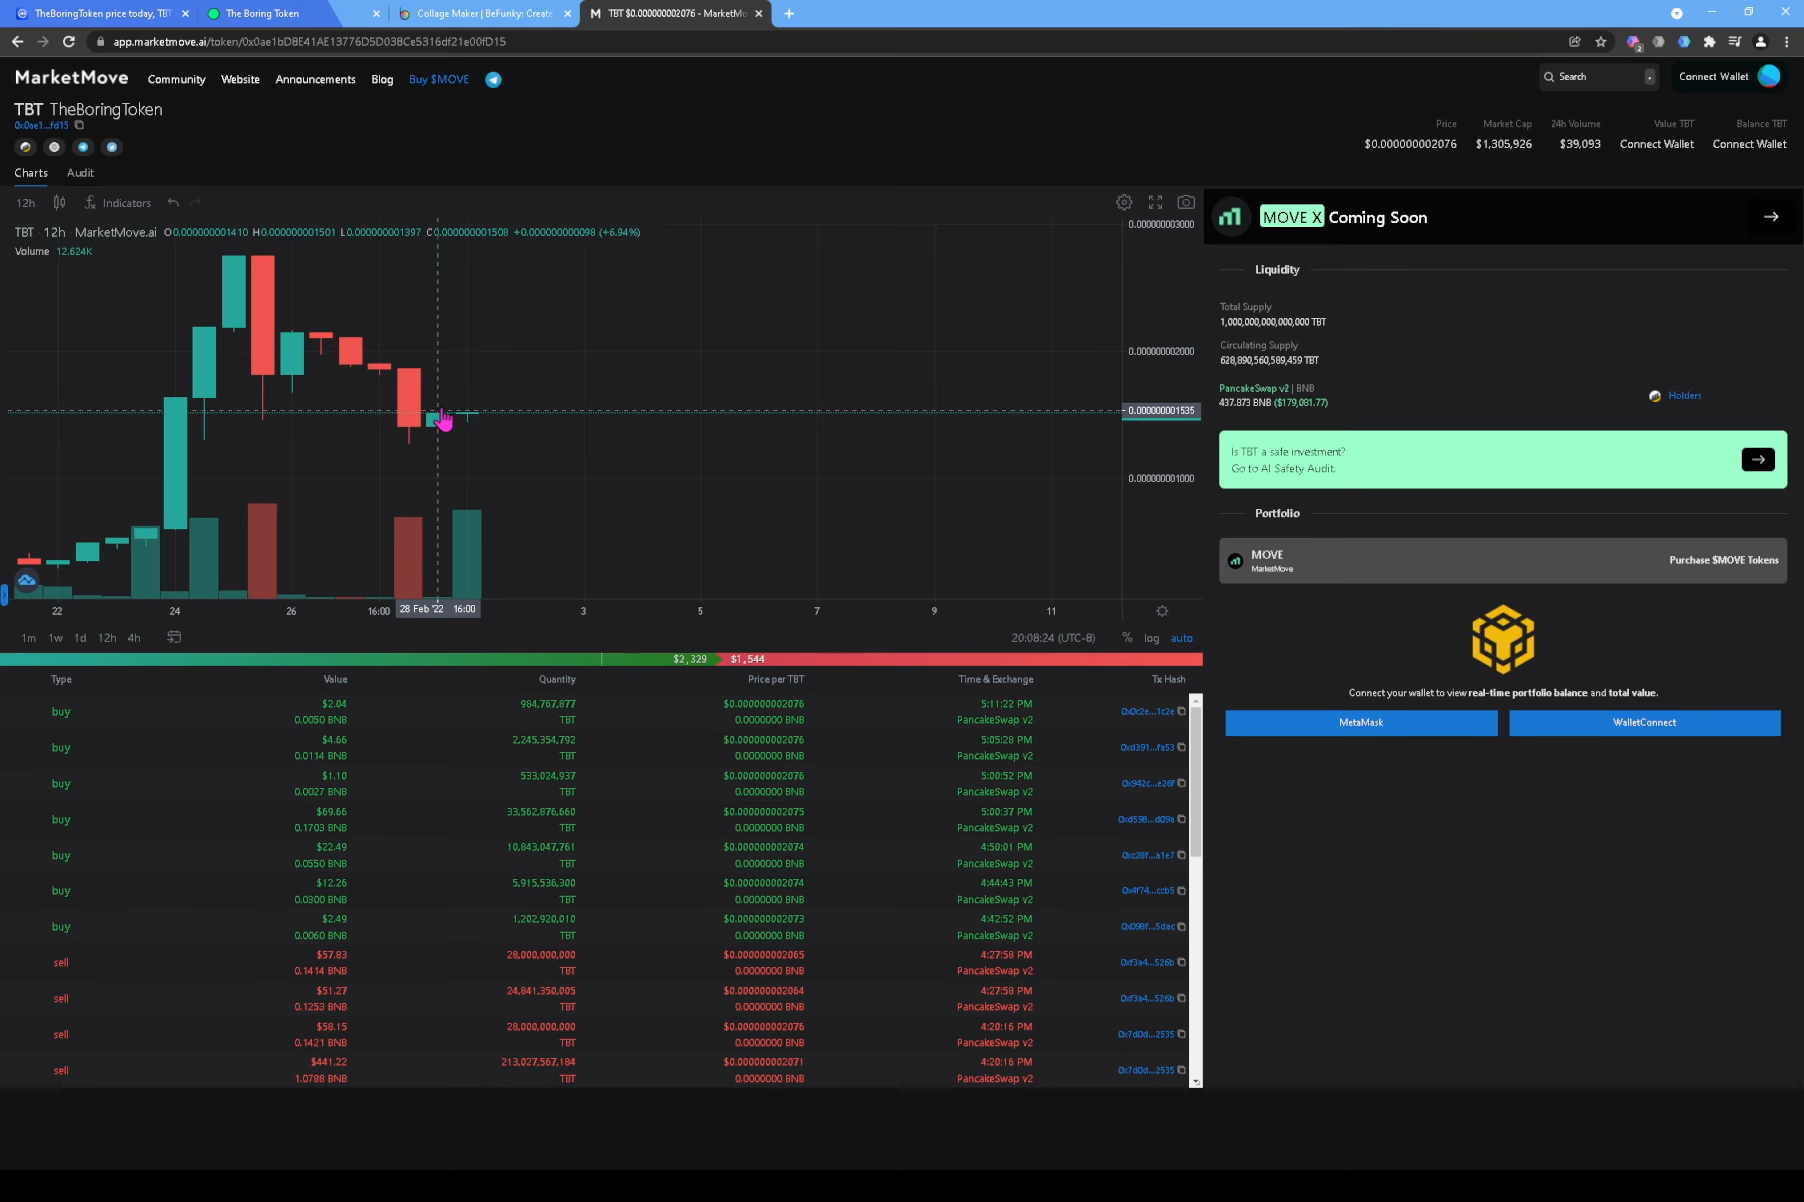 TheBoringToken price today, TBT
The Boring Token
Collage Maker | BeFunky: Create
TBT $0.000000002076 - MarketMo
app.marketmove.ai/token/0x0ae1bD8E41AE13776D5D038Ce5316df21e00fD15
MarketMove
Community
Website
Announcements
Blog
Buy $MOVE
Search
Connect Wallet
TBT TheBoringToken
0x0ae1...fd15
Price
Market Cap
24h Volume
Value TBT
Balance TBT
$0.000000002076
$1,305,926
$39,093
Connect Wallet
Connect Wallet
Charts
Audit
12h
Indicators
TBT · 12h · MarketMove.ai O0.000000001410 H0.000000001501 L0.000000001397 C0.000000001508 +0.000000000098 (+6.94%)
Volume 12.624K
0.000000003000
0.000000002000
0.000000001535
0.000000001000
22
24
26
16:00
28 Feb '22 16:00
3
5
7
9
11
1m 1w 1d 12h 4h
20:08:24 (UTC-8)
%
log
auto
$2,329
$1,544
Type Value Quantity Price per TBT Time & Exchange Tx Hash
buy $2.04 984,767,877 $0.000000002076 5:11:22 PM 0x0c2e...1c2e
0.0050 BNB TBT 0.0000000 BNB PancakeSwap v2
buy $4.66 2,245,354,792 $0.000000002076 5:05:28 PM 0xd391...fa53
0.0114 BNB TBT 0.0000000 BNB PancakeSwap v2
buy $1.10 533,024,937 $0.000000002076 5:00:52 PM 0x942c...e26f
0.0027 BNB TBT 0.0000000 BNB PancakeSwap v2
buy $69.66 33,562,876,660 $0.000000002075 5:00:37 PM 0xd598...d09a
0.1703 BNB TBT 0.0000000 BNB PancakeSwap v2
buy $22.49 10,843,047,761 $0.000000002074 4:50:01 PM 0xc28f...a1e7
0.0550 BNB TBT 0.0000000 BNB PancakeSwap v2
buy $12.26 5,915,536,300 $0.000000002074 4:44:43 PM 0x4f74...ccb5
0.0300 BNB TBT 0.0000000 BNB PancakeSwap v2
buy $2.49 1,202,920,010 $0.000000002073 4:42:52 PM 0x098f...5dac
0.0060 BNB TBT 0.0000000 BNB PancakeSwap v2
sell $57.83 28,000,000,000 $0.000000002065 4:27:58 PM 0xf3a4...526b
0.1414 BNB TBT 0.0000000 BNB PancakeSwap v2
sell $51.27 24,841,350,005 $0.000000002064 4:27:58 PM 0xf3a4...526b
0.1253 BNB TBT 0.0000000 BNB PancakeSwap v2
sell $58.15 28,000,000,000 $0.000000002076 4:20:16 PM 0x7d0d...2535
0.1421 BNB TBT 0.0000000 BNB PancakeSwap v2
sell $441.22 213,027,567,184 $0.000000002071 4:20:16 PM 0x7d0d...2535
1.0788 BNB TBT 0.0000000 BNB PancakeSwap v2
MOVE X Coming Soon
Liquidity
Total Supply
1,000,000,000,000,000 TBT
Circulating Supply
628,890,560,589,459 TBT
PancakeSwap v2 | BNB
437.873 BNB ($179,081.77)
Holders
Is TBT a safe investment?
Go to AI Safety Audit.
Portfolio
MOVE
MarketMove
Purchase $MOVE Tokens
Connect your wallet to view real-time portfolio balance and total value.
MetaMask
WalletConnect